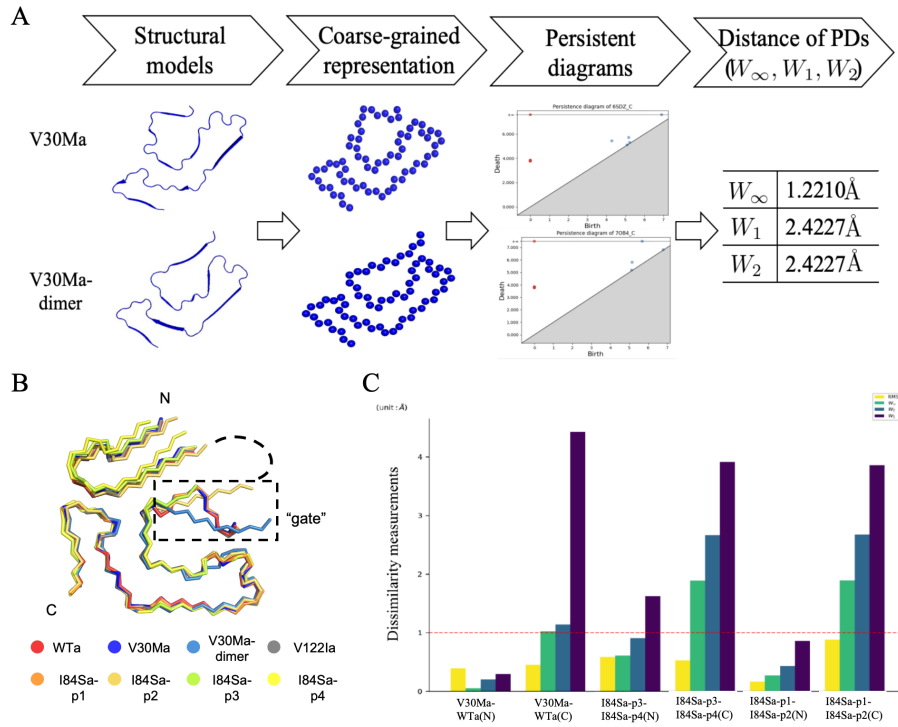 A
Structural
models
Coarse-grained
representation
Persistent
diagrams
Distance of PDs
(W∞, W₁, W₂)
V30Ma
V30Ma-
dimer
Persistence diagram of 6SDZ_C
Death
Birth
Persistence diagram of 7OB4_C
Death
Birth
W∞ 1.2210Å
W₁ 2.4227Å
W₂ 2.4227Å
B
N
"gate"
C
WTa
V30Ma
V30Ma-
dimer
V122Ia
I84Sa-
p1
I84Sa-
p2
I84Sa-
p3
I84Sa-
p4
C
(unit: Å)
Dissimilarity measurements
4
3
2
1
0
V30Ma-
WTa(N)
V30Ma-
WTa(C)
I84Sa-p3-
I84Sa-p4(N)
I84Sa-p3-
I84Sa-p4(C)
I84Sa-p1-
I84Sa-p2(N)
I84Sa-p1-
I84Sa-p2(C)